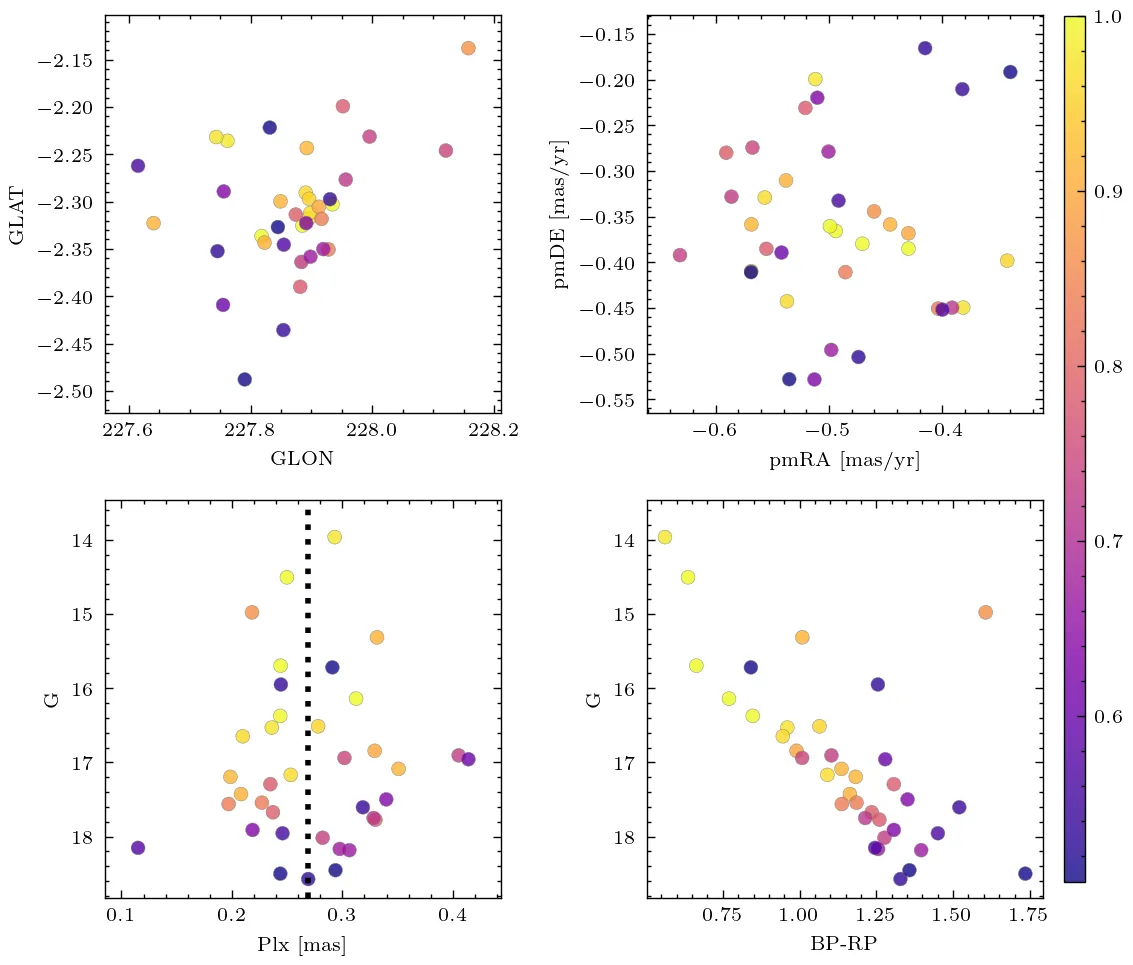 −2.15
−2.20
−2.25
−2.30
−2.35
−2.40
−2.45
−2.50
GLAT
227.6 227.8 228.0 228.2
GLON
−0.15
−0.20
−0.25
−0.30
−0.35
−0.40
−0.45
−0.50
−0.55
pmDE [mas/yr]
−0.6 −0.5 −0.4
pmRA [mas/yr]
1.0
0.9
0.8
0.7
0.6
14
15
16
17
18
G
0.1 0.2 0.3 0.4
Plx [mas]
14
15
16
17
18
G
0.75 1.00 1.25 1.50 1.75
BP-RP